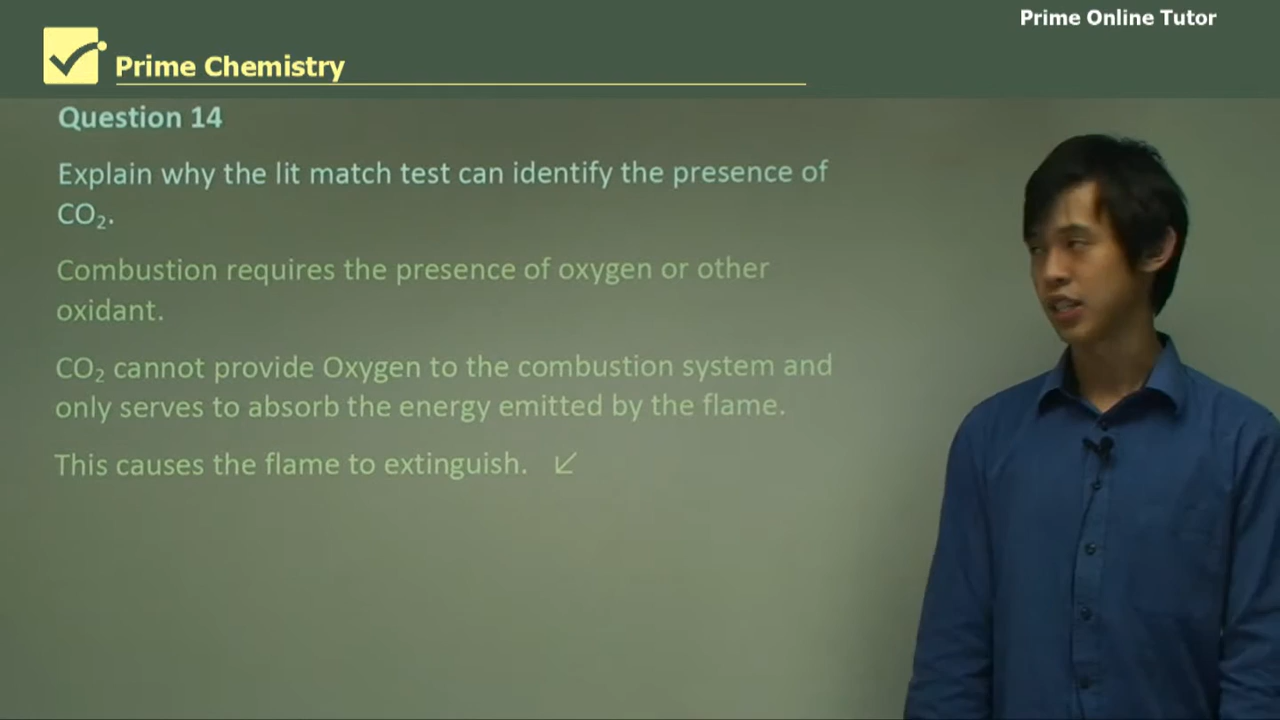 Prime Online Tutor
Prime Chemistry
Question 14
Explain why the lit match test can identify the presence of
CO₂.
Combustion requires the presence of oxygen or other
oxidant.
CO₂ cannot provide Oxygen to the combustion system and
only serves to absorb the energy emitted by the flame.
This causes the flame to extinguish.